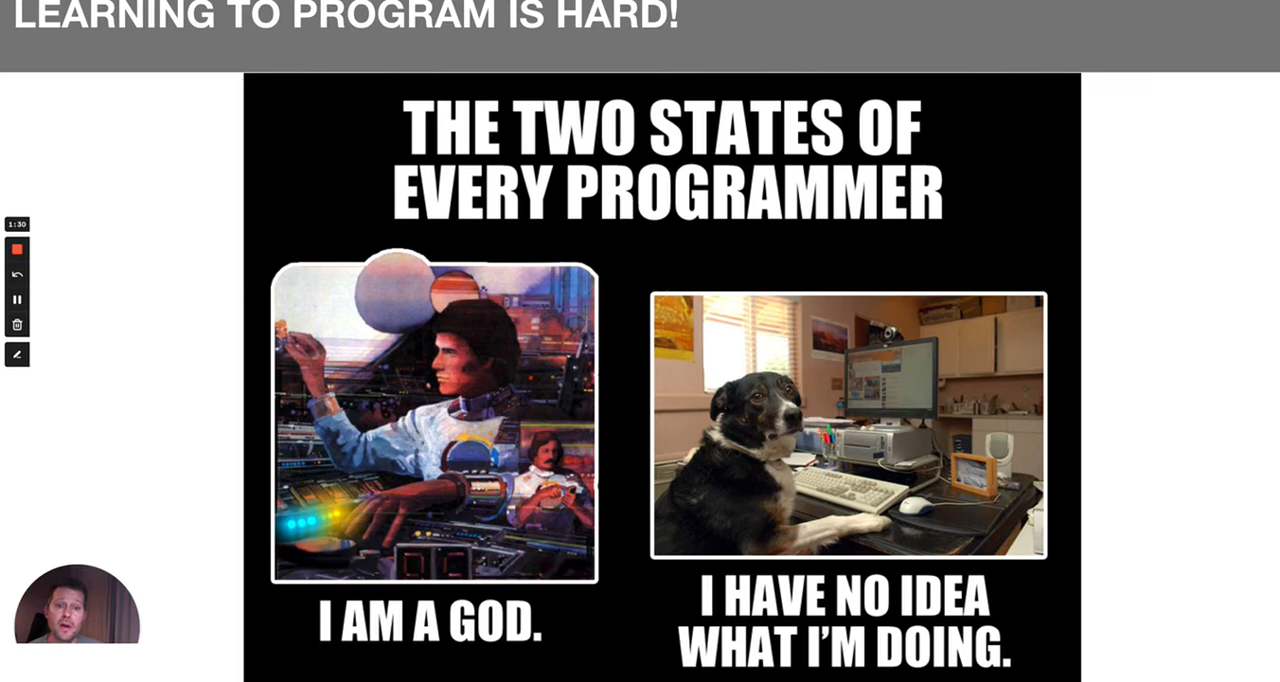 LEARNING TO PROGRAM IS HARD!
THE TWO STATES OF
EVERY PROGRAMMER
1:30
I AM A GOD.
I HAVE NO IDEA
WHAT I'M DOING.